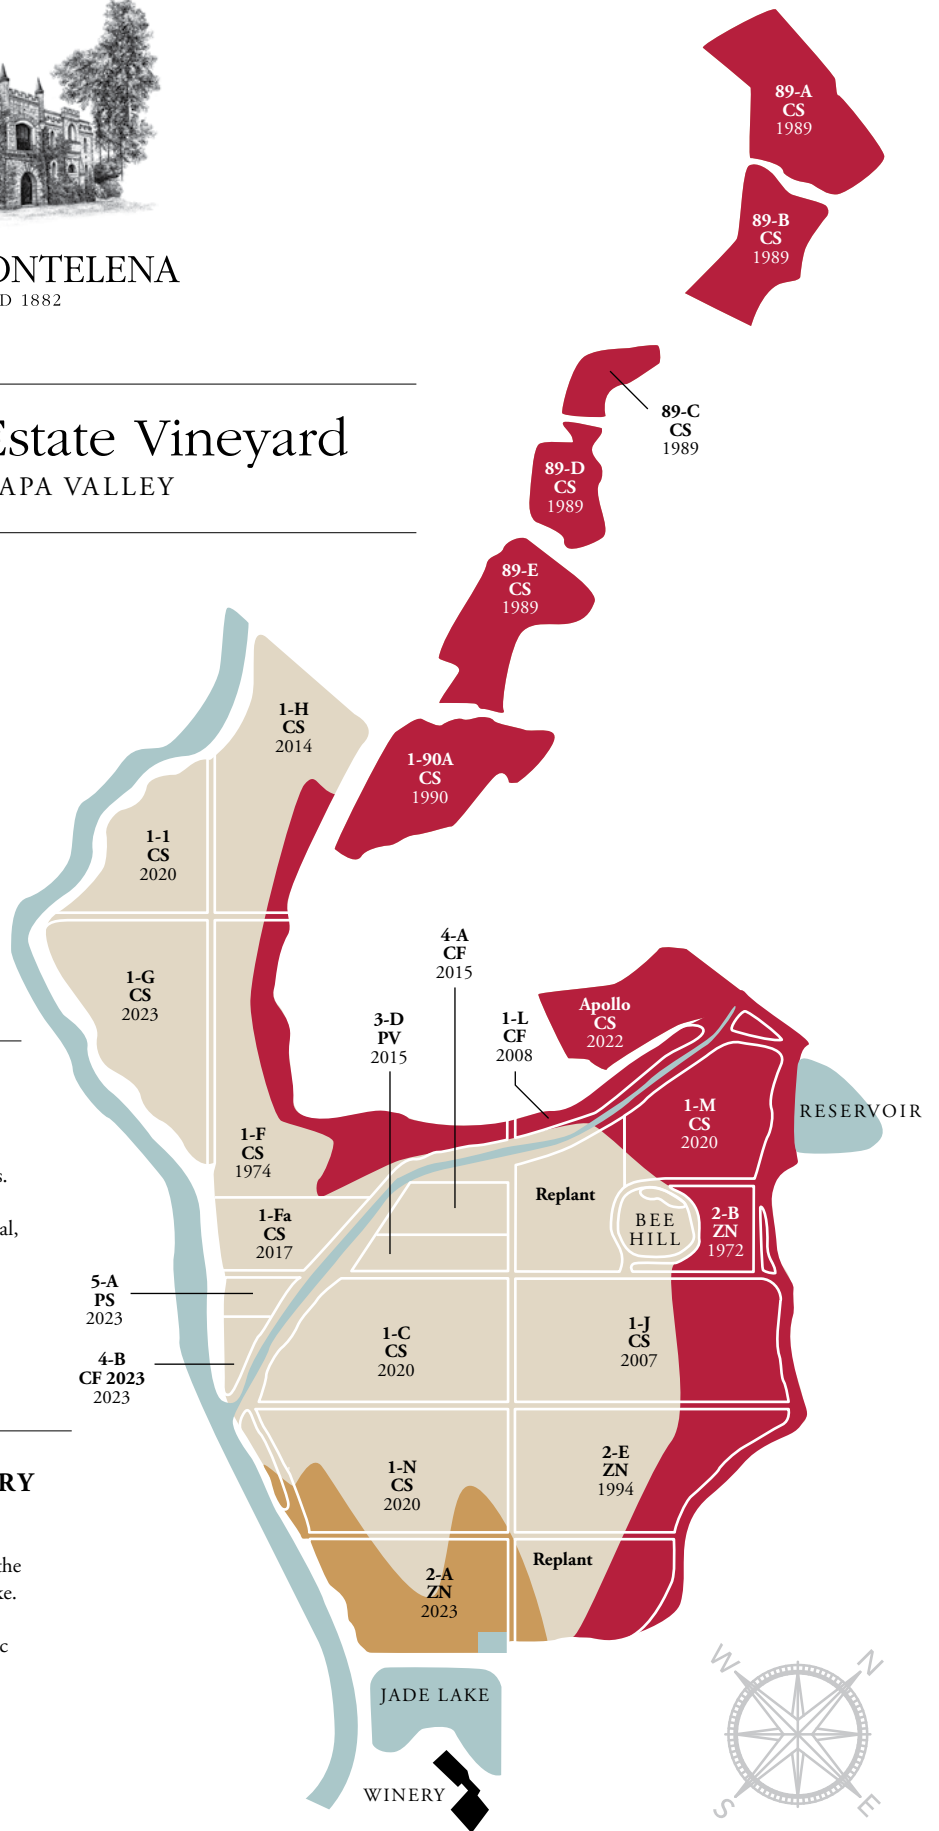 ONTELENA
D 1882
Estate Vineyard
APA VALLEY
89-A
CS
1989
89-B
CS
1989
89-C
CS
1989
89-D
CS
1989
89-E
CS
1989
1-90A
CS
1990
1-H
CS
2014
1-1
CS
2020
1-G
CS
2023
4-A
CF
2015
3-D
PV
2015
1-L
CF
2008
Apollo
CS
2022
1-M
CS
2020
RESERVOIR
1-F
CS
1974
Replant
BEE
HILL
2-B
ZN
1972
1-Fa
CS
2017
s.
al,
5-A
PS
2023
4-B
CF 2023
2023
1-C
CS
2020
1-J
CS
2007
1-N
CS
2020
2-E
ZN
1994
RY
the
ke.
c
Replant
2-A
ZN
2023
JADE LAKE
WINERY
W
N
S
E